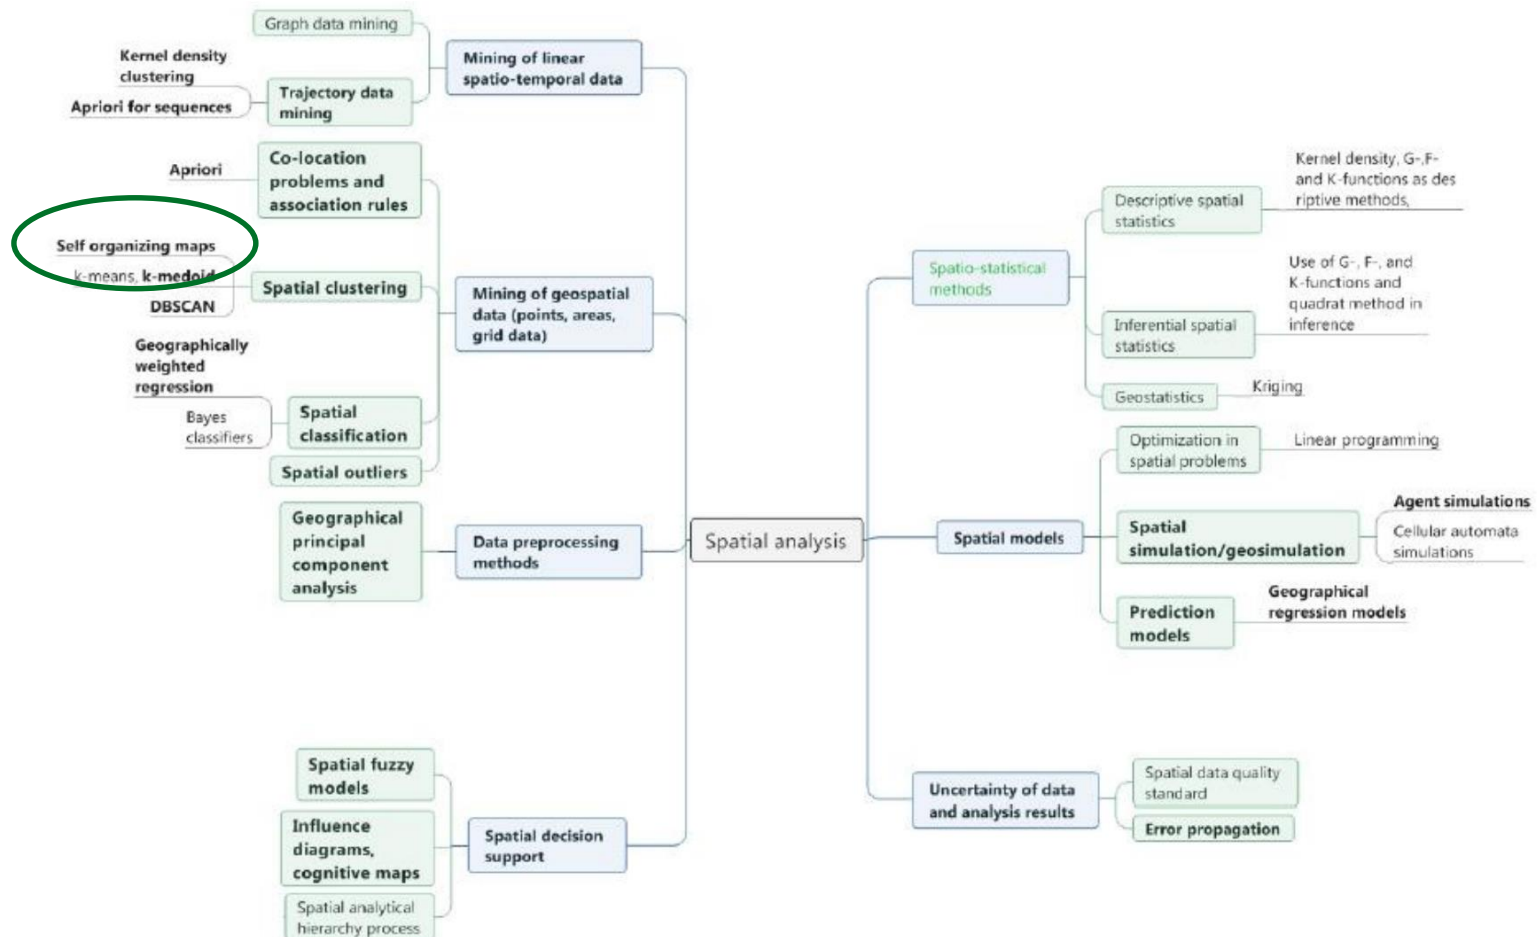 Graph data mining
Kernel density
clustering
Apriori for sequences
Trajectory data
mining
Mining of linear
spatio-temporal data
Apriori
Co-location
problems and
association rules
Self organizing maps
k-means, k-medoid
DBSCAN
Spatial clustering
Mining of geospatial
data (points, areas,
grid data)
Geographically
weighted
regression
Bayes
classifiers
Spatial
classification
Spatial outliers
Geographical
principal
component
analysis
Data preprocessing
methods
Spatial fuzzy
models
Influence
diagrams,
cognitive maps
Spatial analytical
hierarchy process
Spatial decision
support
Spatial analysis
Spatio-statistical
methods
Descriptive spatial
statistics
Kernel density, G-,F-
and K-functions as des
riptive methods,
Inferential spatial
statistics
Use of G-, F-, and
K-functions and
quadrat method in
inference
Geostatistics
Kriging
Spatial models
Optimization in
spatial problems
Linear programming
Spatial
simulation/geosimulation
Agent simulations
Cellular automata
simulations
Prediction
models
Geographical
regression models
Uncertainty of data
and analysis results
Spatial data quality
standard
Error propagation